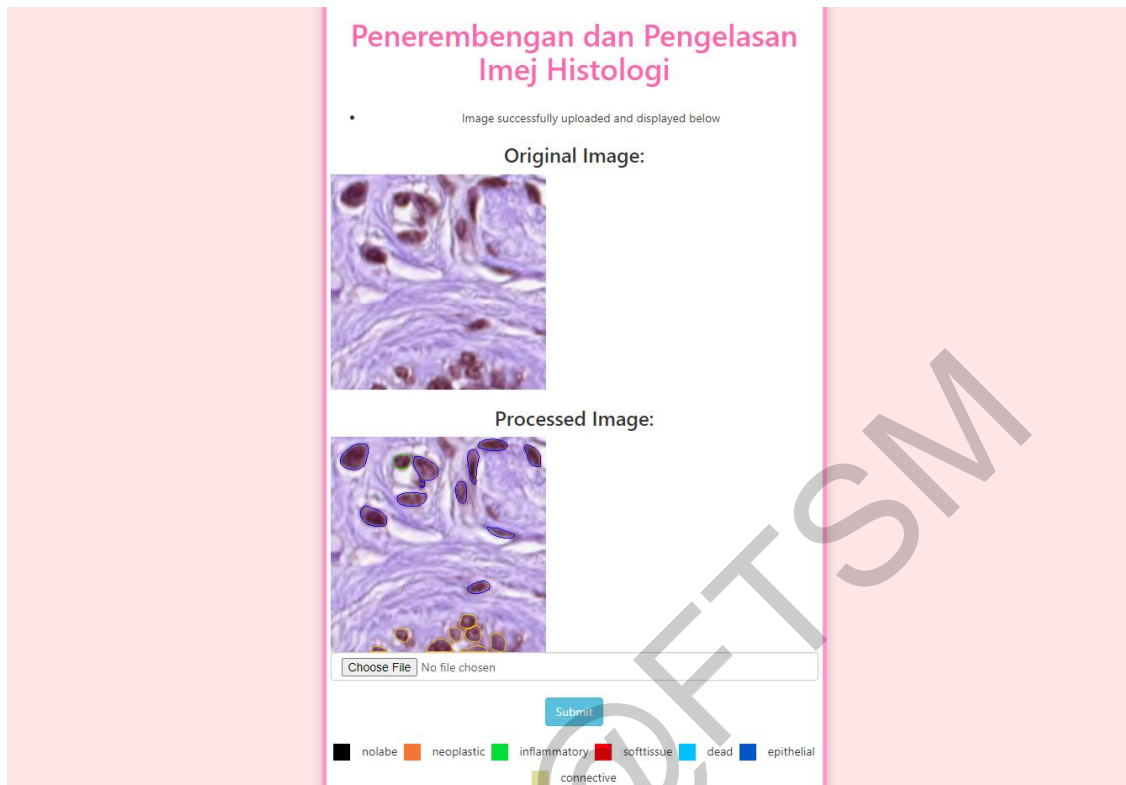 Penerembengan dan Pengelasan
Imej Histologi
Image successfully uploaded and displayed below
Original Image:
Processed Image:
Choose File No file chosen
Submit
nolabe neoplastic inflammatory softtissue dead epithelial
connective
@FTSM